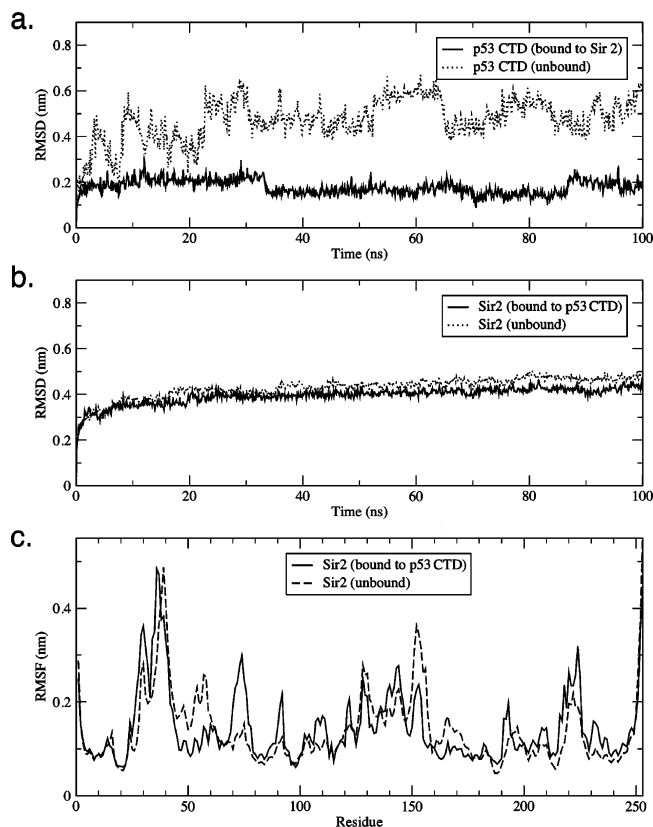 a.
0.8
0.6
0.4
0.2
0
RMSD (nm)
p53 CTD (bound to Sir 2)
p53 CTD (unbound)
0 20 40 60 80 100
Time (ns)
b.
0.8
0.6
0.4
0.2
0
RMSD (nm)
Sir2 (bound to p53 CTD)
Sir2 (unbound)
0 20 40 60 80 100
Time (ns)
c.
0.4
0.2
0
RMSF (nm)
Sir2 (bound to p53 CTD)
Sir2 (unbound)
0 50 100 150 200 250
Residue